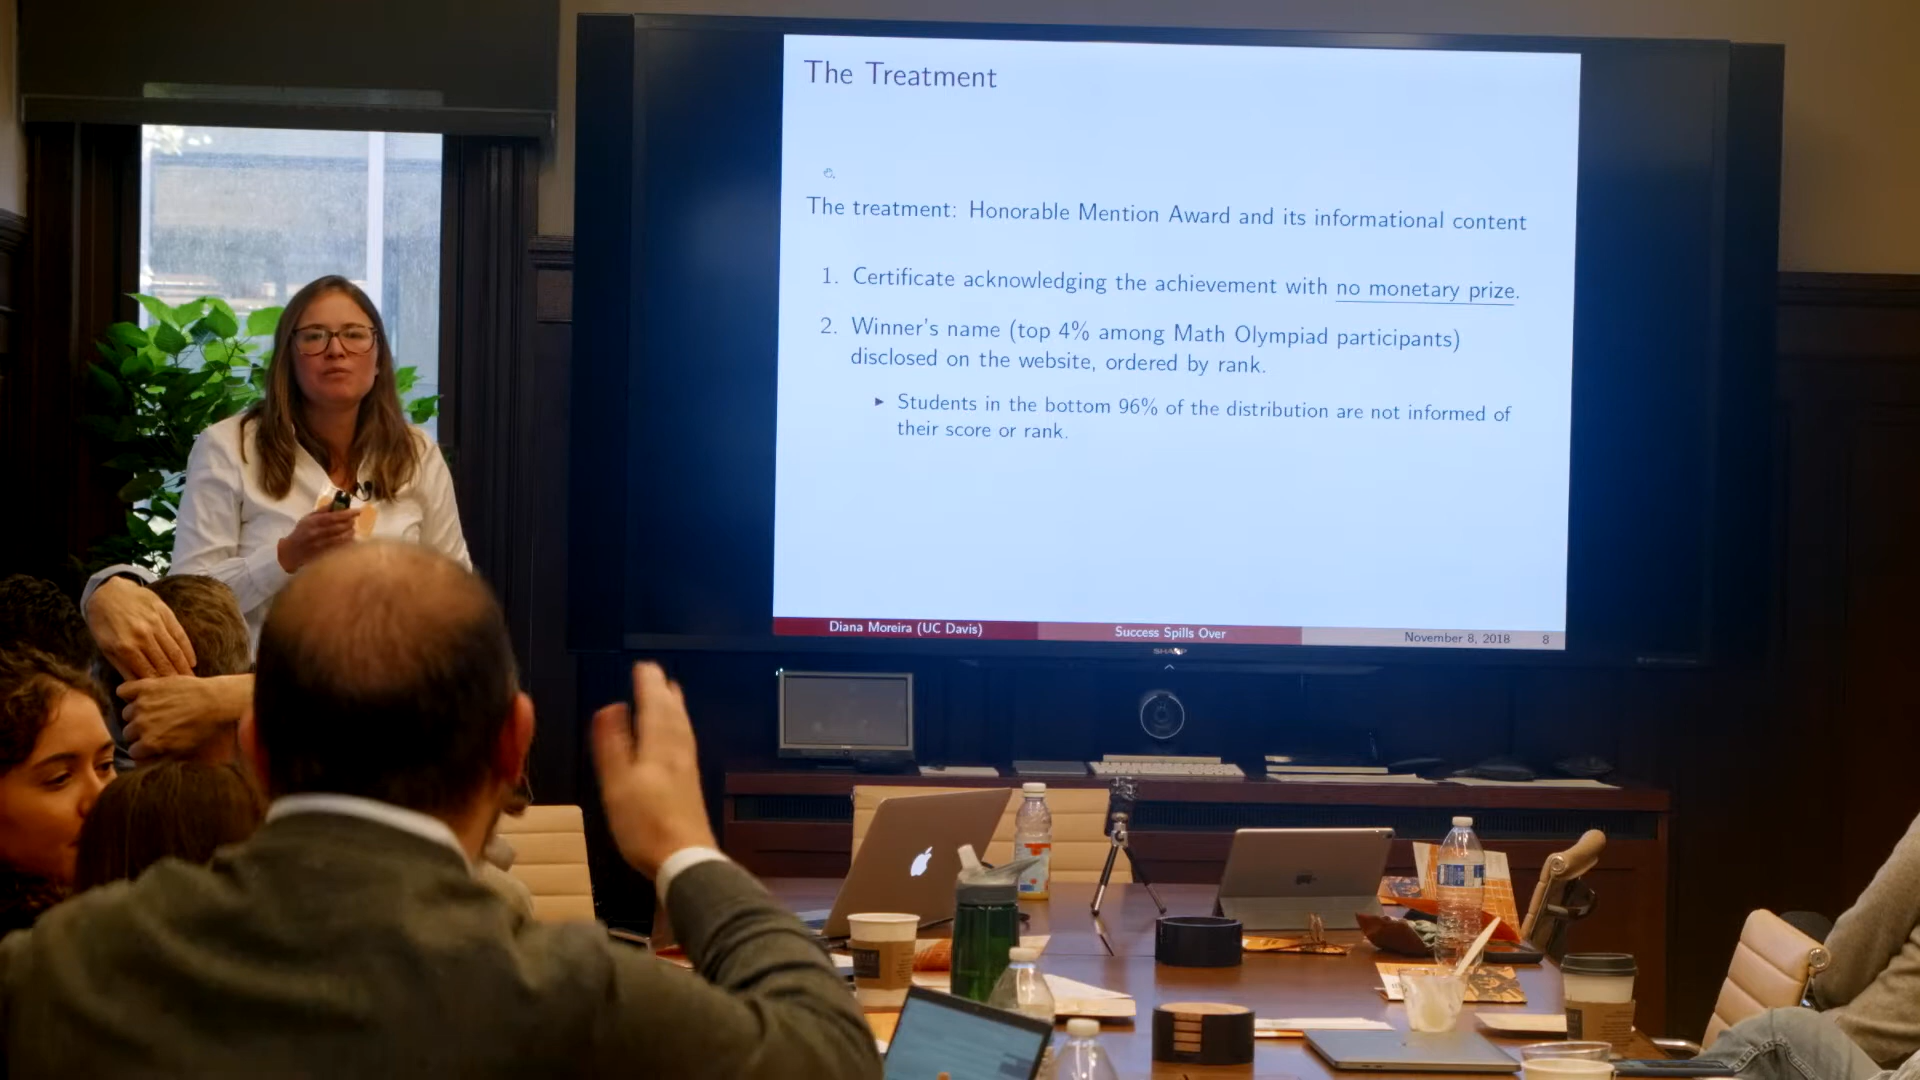 The Treatment
The treatment: Honorable Mention Award and its informational content
1. Certificate acknowledging the achievement with no monetary prize.
2. Winner's name (top 4% among Math Olympiad participants)
disclosed on the website, ordered by rank.
▶ Students in the bottom 96% of the distribution are not informed of
their score or rank.
Diana Moreira (UC Davis) Success Spills Over November 8, 2018 8
SHARP